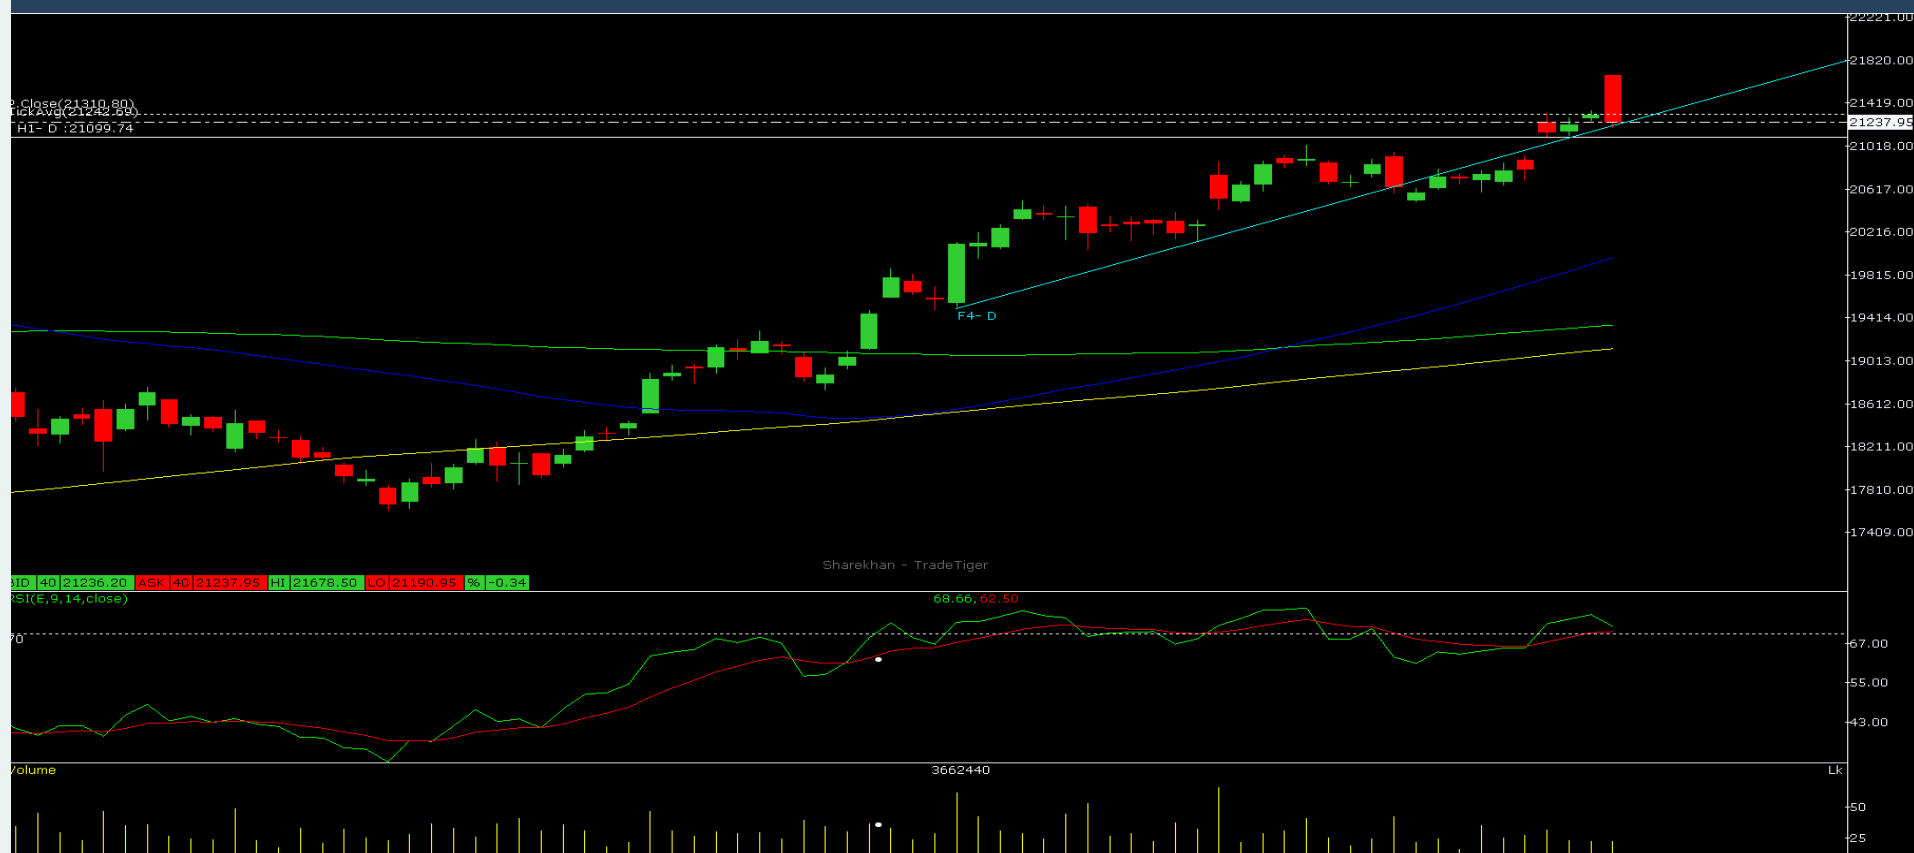 22221.00
21820.00
P.Close(21310.80)
21419.00
TickAvg(21242.69)
21237.95
H1- D :21099.74
21018.00
20617.00
20216.00
19815.00
F4- D
19414.00
19013.00
18612.00
18211.00
17810.00
17409.00
Sharekhan - TradeTiger
BID 40 21236.20 ASK 40 21237.95 HI 21678.50 LO 21190.95 % -0.34
RSI(E,9,14,close) 68.66, 62.50
70
67.00
55.00
43.00
Volume 3662440 Lk
50
25